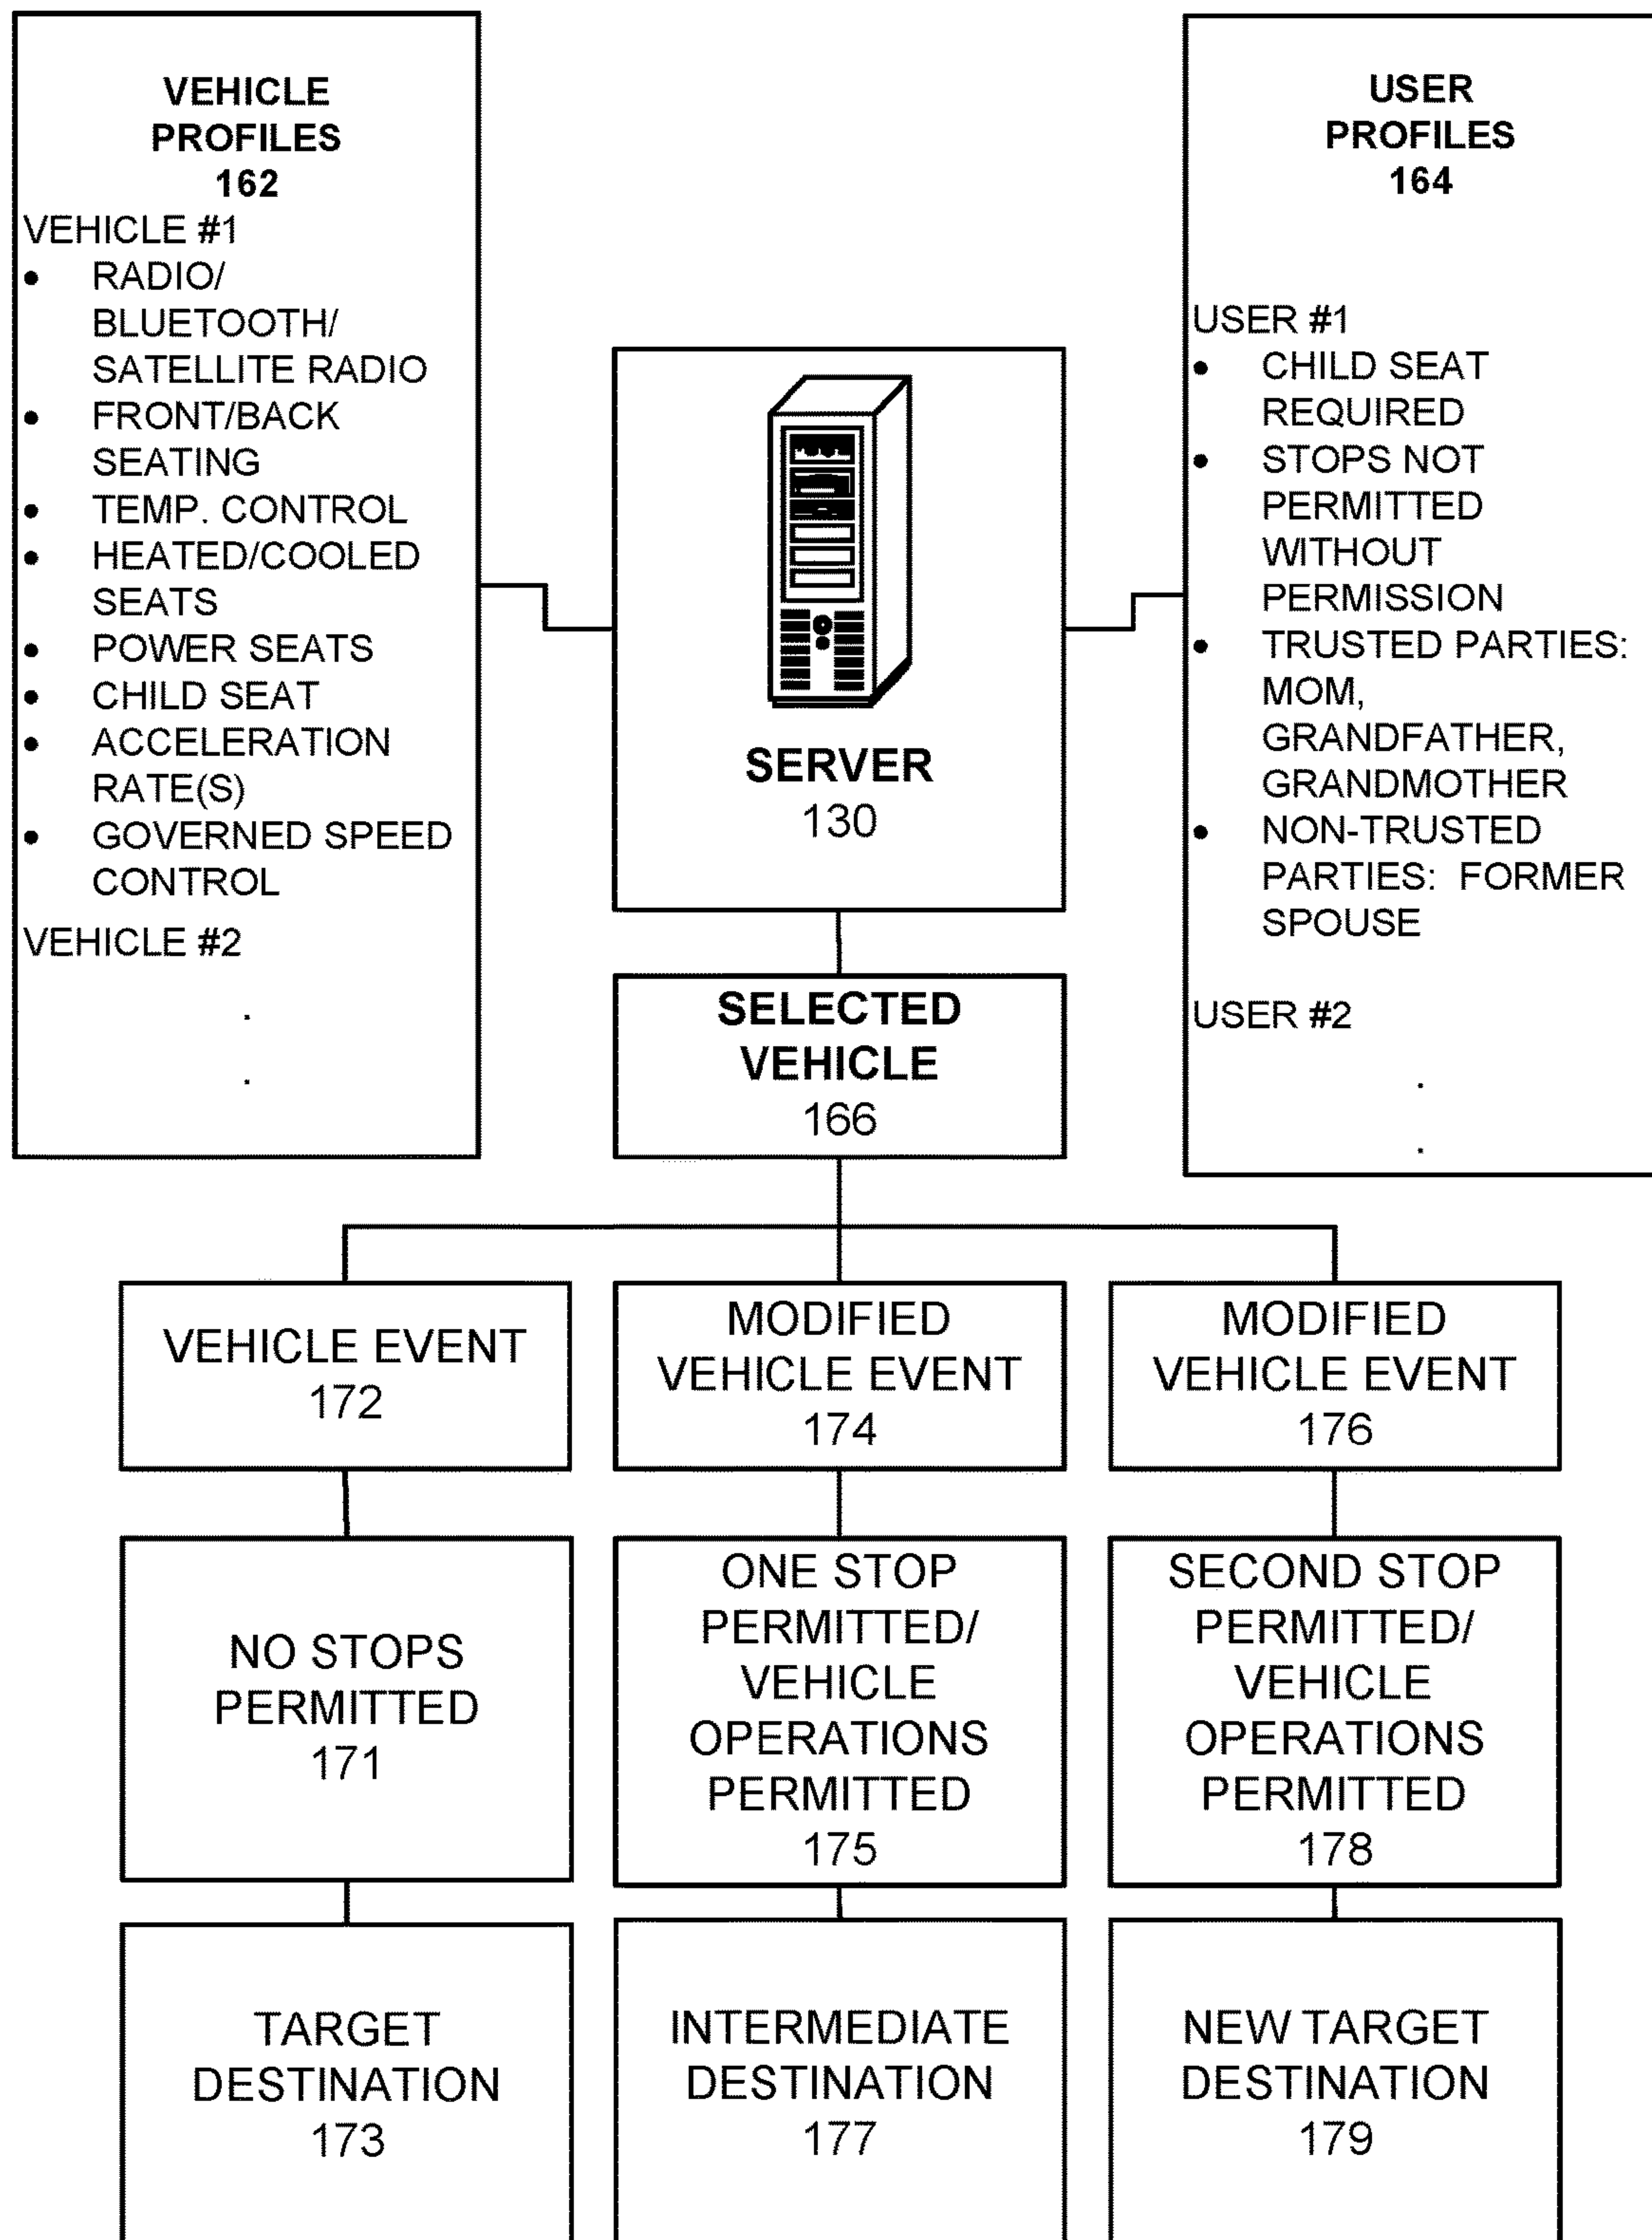 VEHICLE
PROFILES
162
VEHICLE #1
• RADIO/
BLUETOOTH/
SATELLITE RADIO
• FRONT/BACK
SEATING
• TEMP. CONTROL
• HEATED/COOLED
SEATS
• POWER SEATS
• CHILD SEAT
• ACCELERATION
RATE(S)
• GOVERNED SPEED
CONTROL
VEHICLE #2
.
.
SERVER
130
USER
PROFILES
164
USER #1
• CHILD SEAT
REQUIRED
• STOPS NOT
PERMITTED
WITHOUT
PERMISSION
• TRUSTED PARTIES:
MOM,
GRANDFATHER,
GRANDMOTHER
• NON-TRUSTED
PARTIES: FORMER
SPOUSE
USER #2
.
.
SELECTED
VEHICLE
166
VEHICLE EVENT
172
MODIFIED
VEHICLE EVENT
174
MODIFIED
VEHICLE EVENT
176
NO STOPS
PERMITTED
171
ONE STOP
PERMITTED/
VEHICLE
OPERATIONS
PERMITTED
175
SECOND STOP
PERMITTED/
VEHICLE
OPERATIONS
PERMITTED
178
TARGET
DESTINATION
173
INTERMEDIATE
DESTINATION
177
NEW TARGET
DESTINATION
179